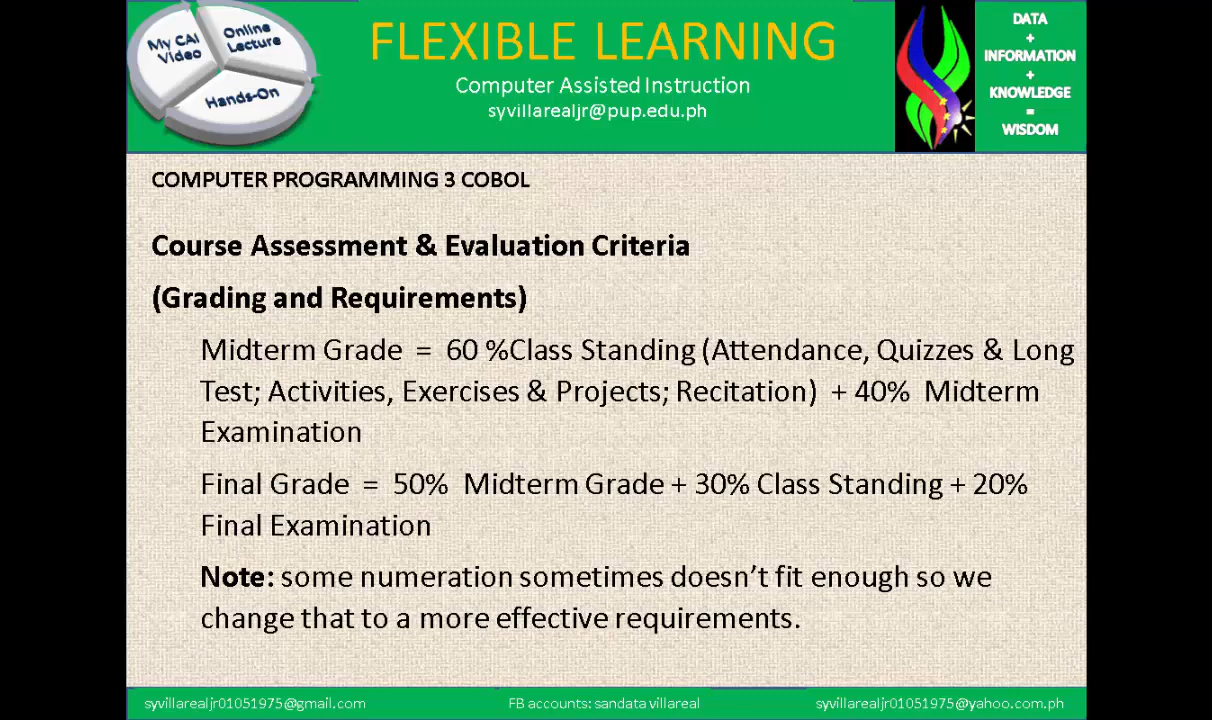 My CAI
Video
Online
Lecture
Hands-On
FLEXIBLE LEARNING
Computer Assisted Instruction
syvillarealjr@pup.edu.ph
DATA
+
INFORMATION
+
KNOWLEDGE
=
WISDOM
COMPUTER PROGRAMMING 3 COBOL
Course Assessment & Evaluation Criteria
(Grading and Requirements)
Midterm Grade = 60 %Class Standing (Attendance, Quizzes & Long
Test; Activities, Exercises & Projects; Recitation) + 40% Midterm
Examination
Final Grade = 50% Midterm Grade + 30% Class Standing + 20%
Final Examination
Note: some numeration sometimes doesn’t fit enough so we
change that to a more effective requirements.
syvillarealjr01051975@gmail.com
FB accounts: sandata villareal
syvillarealjr01051975@yahoo.com.ph